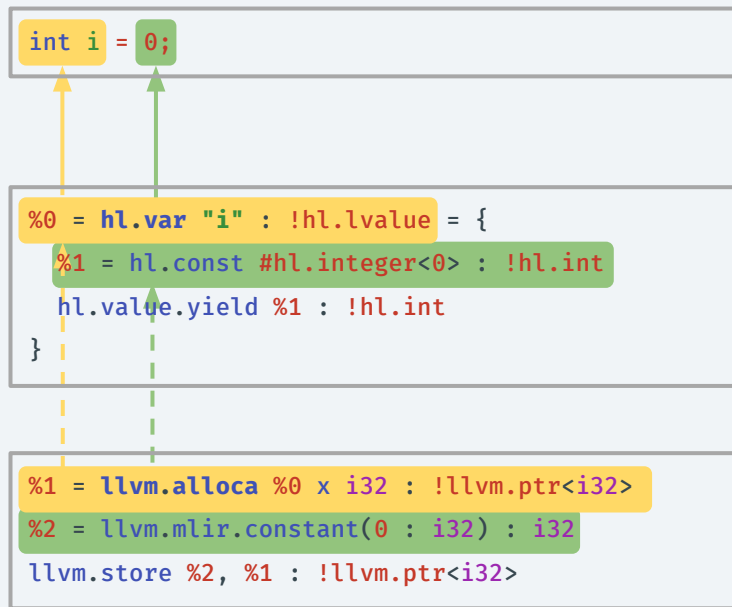 int i = 0;
%0 = hl.var "i" : !hl.lvalue = {
%1 = hl.const #hl.integer<0> : !hl.int
hl.value.yield %1 : !hl.int
}
%1 = llvm.alloca %0 x i32 : !llvm.ptr<i32>
%2 = llvm.mlir.constant(0 : i32) : i32
llvm.store %2, %1 : !llvm.ptr<i32>